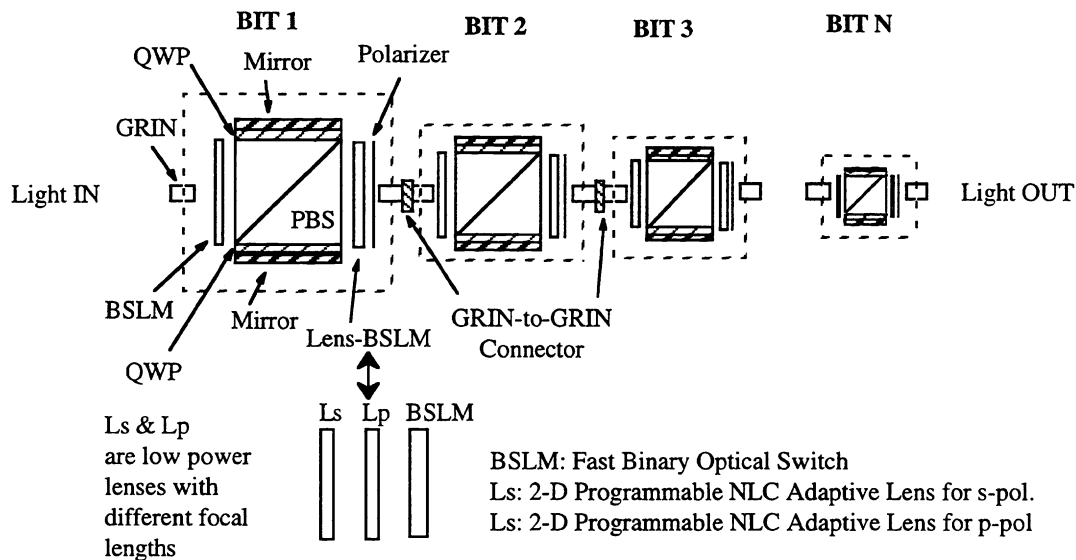 BIT 1
BIT 2
BIT 3
BIT N
QWP
Mirror
Polarizer
GRIN
Light IN
PBS
Light OUT
BSLM
Mirror
Lens-BSLM
GRIN-to-GRIN
Connector
QWP
Ls Lp BSLM
Ls & Lp
are low power
lenses with
different focal
lengths
BSLM: Fast Binary Optical Switch
Ls: 2-D Programmable NLC Adaptive Lens for s-pol.
Ls: 2-D Programmable NLC Adaptive Lens for p-pol